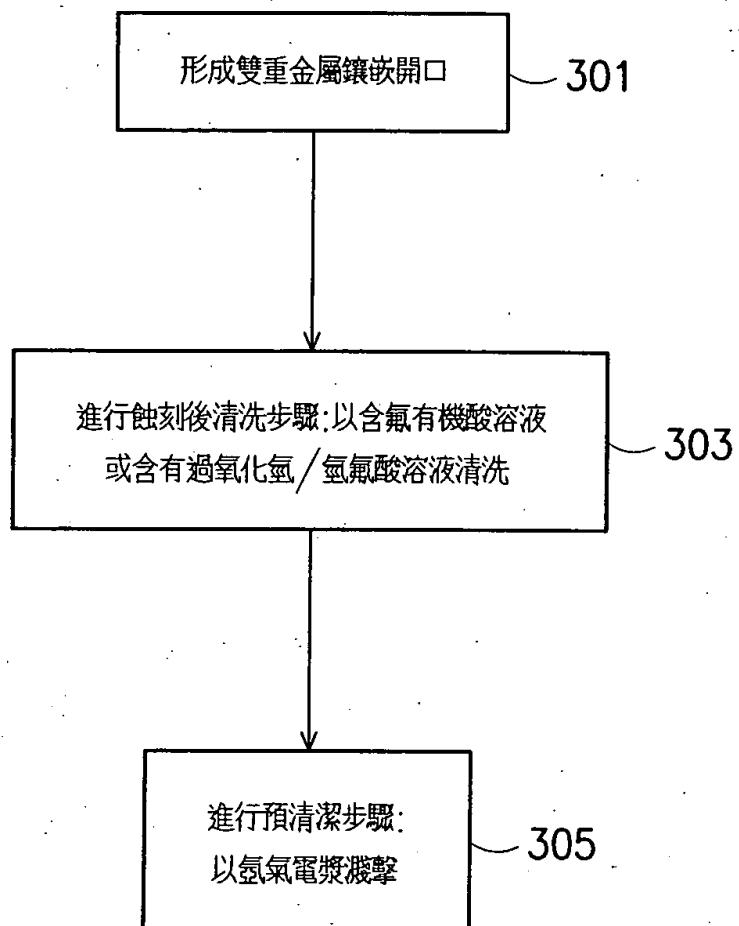 形成雙重金屬鑲嵌開口
301
進行蝕刻後清洗步驟:以含氟有機酸溶液
或含有過氧化氫/氫氟酸溶液清洗
303
進行預清潔步驟:
以氬氣電漿濺擊
305